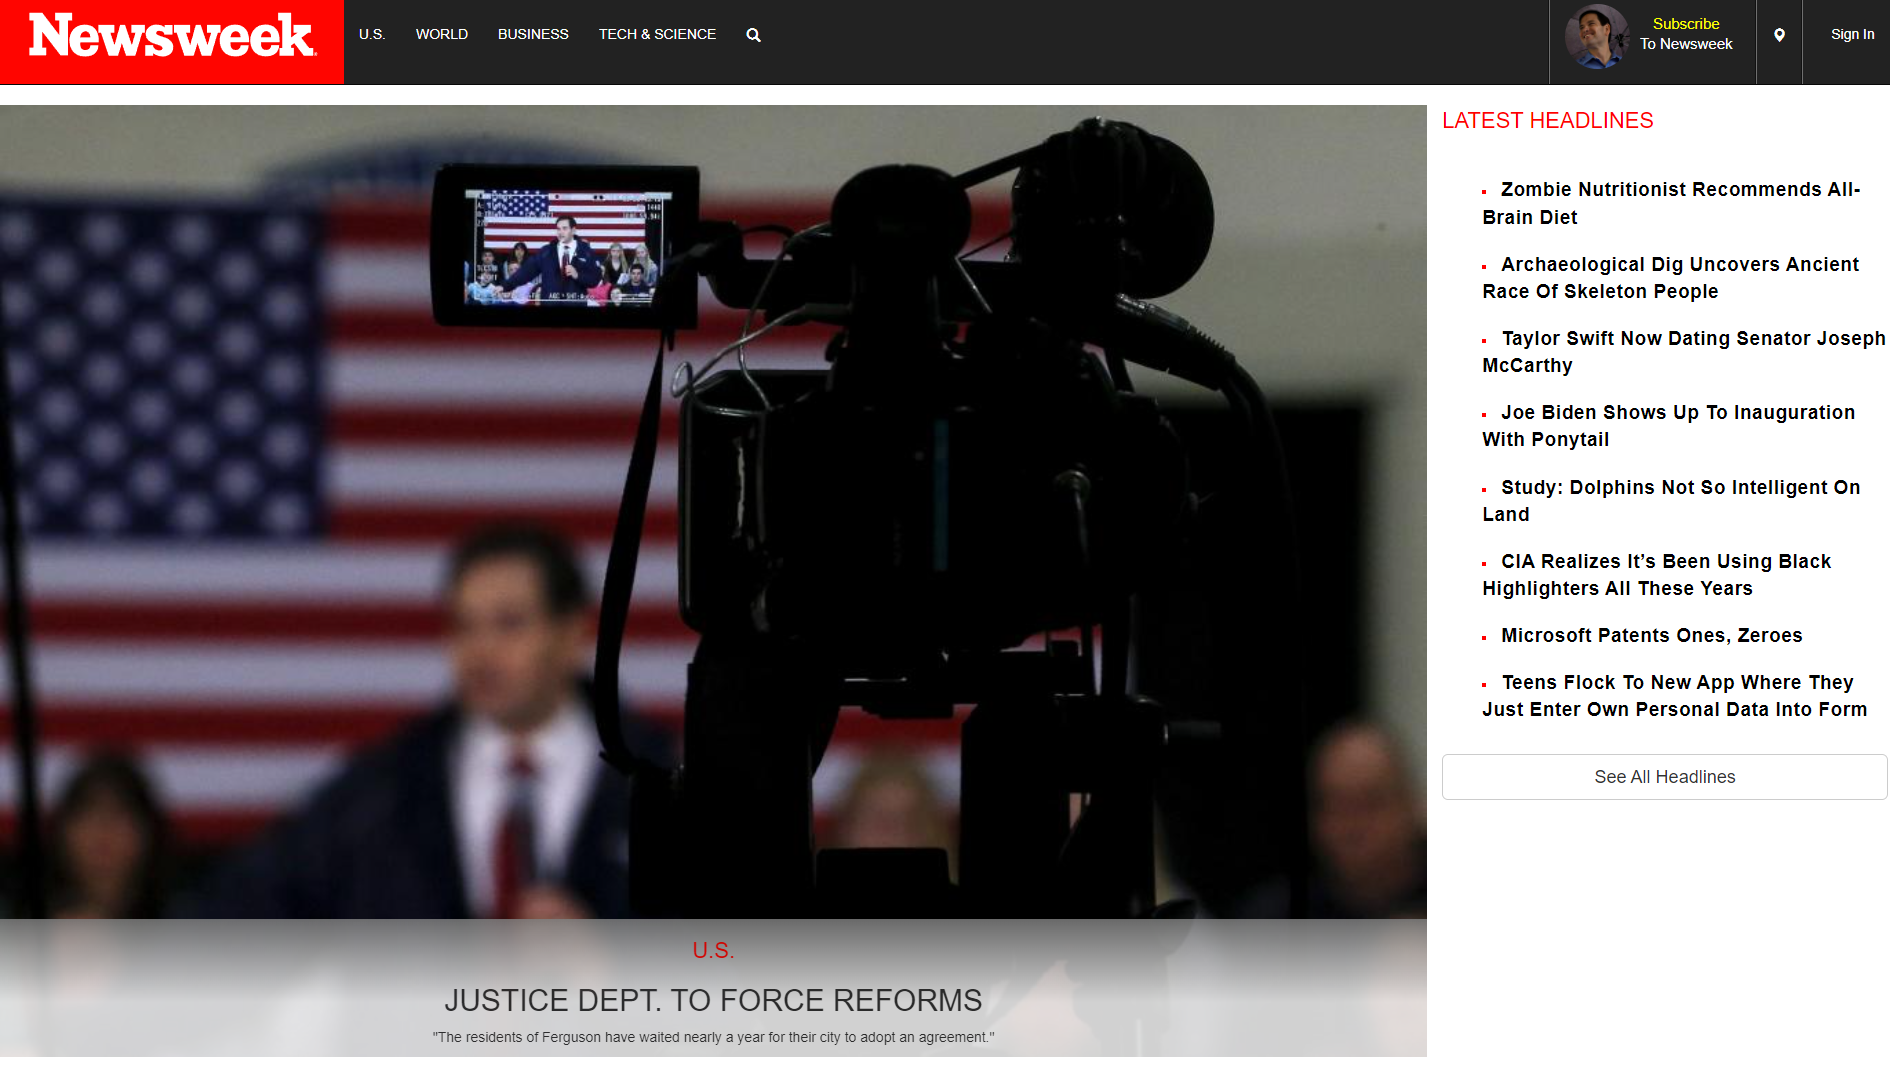 Newsweek
U.S.
WORLD
BUSINESS
TECH & SCIENCE
Subscribe
To Newsweek
Sign In
U.S.
JUSTICE DEPT. TO FORCE REFORMS
"The residents of Ferguson have waited nearly a year for their city to adopt an agreement."
LATEST HEADLINES
Zombie Nutritionist Recommends All-
Brain Diet
Archaeological Dig Uncovers Ancient
Race Of Skeleton People
Taylor Swift Now Dating Senator Joseph
McCarthy
Joe Biden Shows Up To Inauguration
With Ponytail
Study: Dolphins Not So Intelligent On
Land
CIA Realizes It’s Been Using Black
Highlighters All These Years
Microsoft Patents Ones, Zeroes
Teens Flock To New App Where They
Just Enter Own Personal Data Into Form
See All Headlines